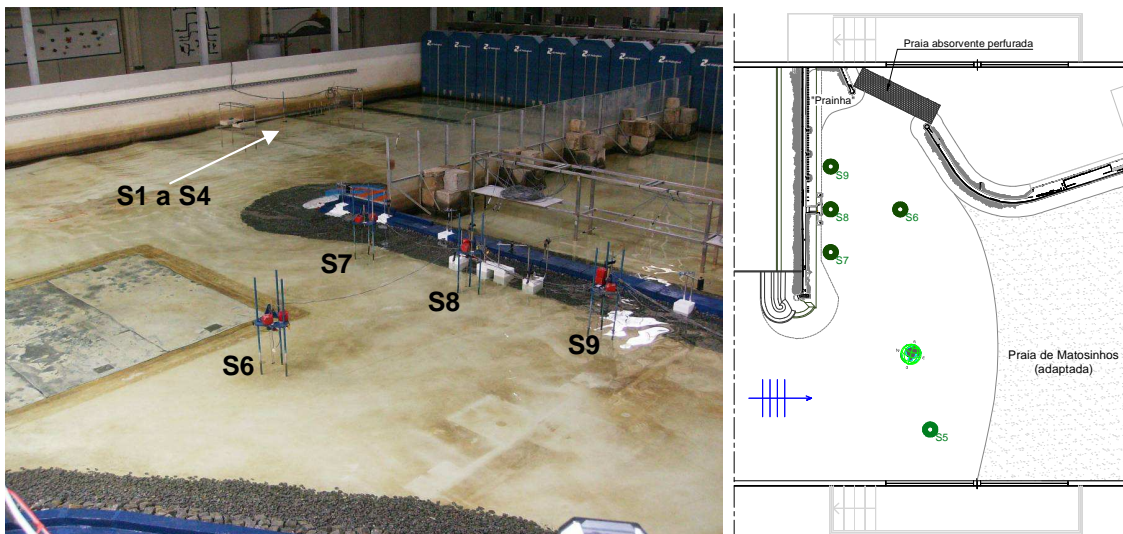 S1 a S4
S7
S8
S6
S9
Praia absorvente perfurada
"Prainha"
S9
S8
S6
S7
Praia de Matosinhos
(adaptada)
S5